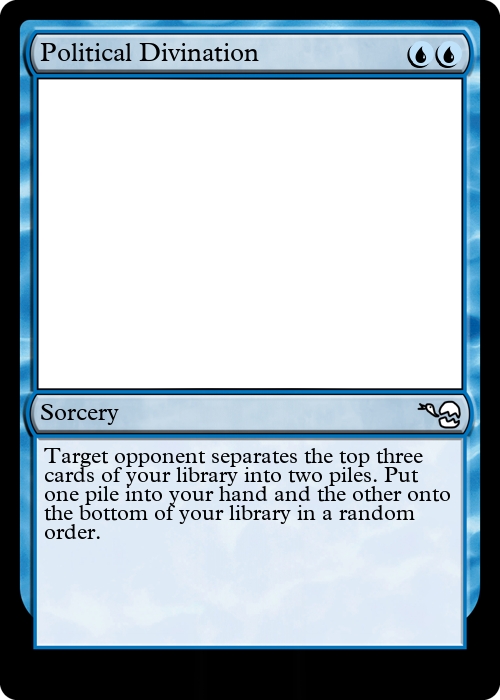 Political Divination
Sorcery
Target opponent separates the top three
cards of your library into two piles. Put
one pile into your hand and the other onto
the bottom of your library in a random
order.